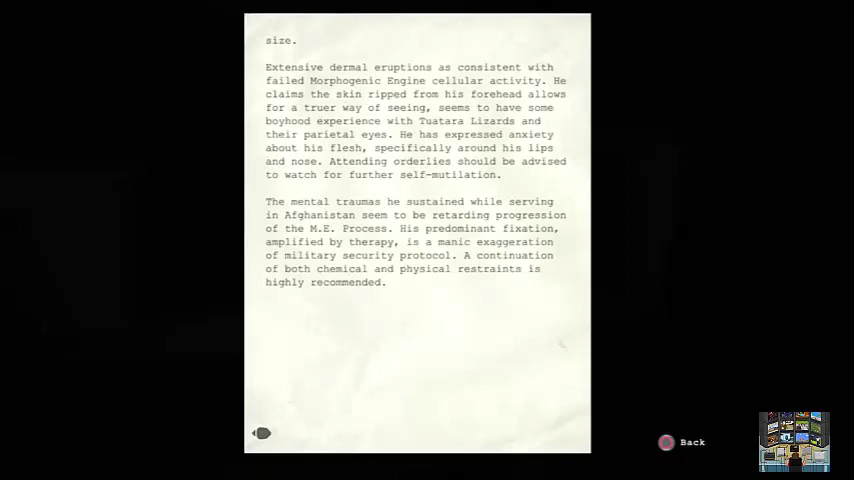 size.
Extensive dermal eruptions as consistent with
failed Morphogenic Engine cellular activity. He
claims the skin ripped from his forehead allows
for a truer way of seeing, seems to have some
boyhood experience with Tuatara Lizards and
their parietal eyes. He has expressed anxiety
about his flesh, specifically around his lips
and nose. Attending orderlies should be advised
to watch for further self-mutilation.
The mental traumas he sustained while serving
in Afghanistan seem to be retarding progression
of the M.E. Process. His predominant fixation,
amplified by therapy, is a manic exaggeration
of military security protocol. A continuation
of both chemical and physical restraints is
highly recommended.
Back